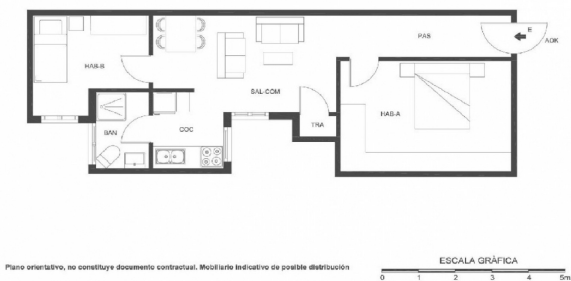 PAS
E
ADK
HAB-B
SAL-COM
HAB-A
TRA
BAN
COC
ESCALA GRÀFICA
Plano orientativo, no constituye documento contractual. Mobiliario indicativo de posible distribución
0 1 2 3 4 5m